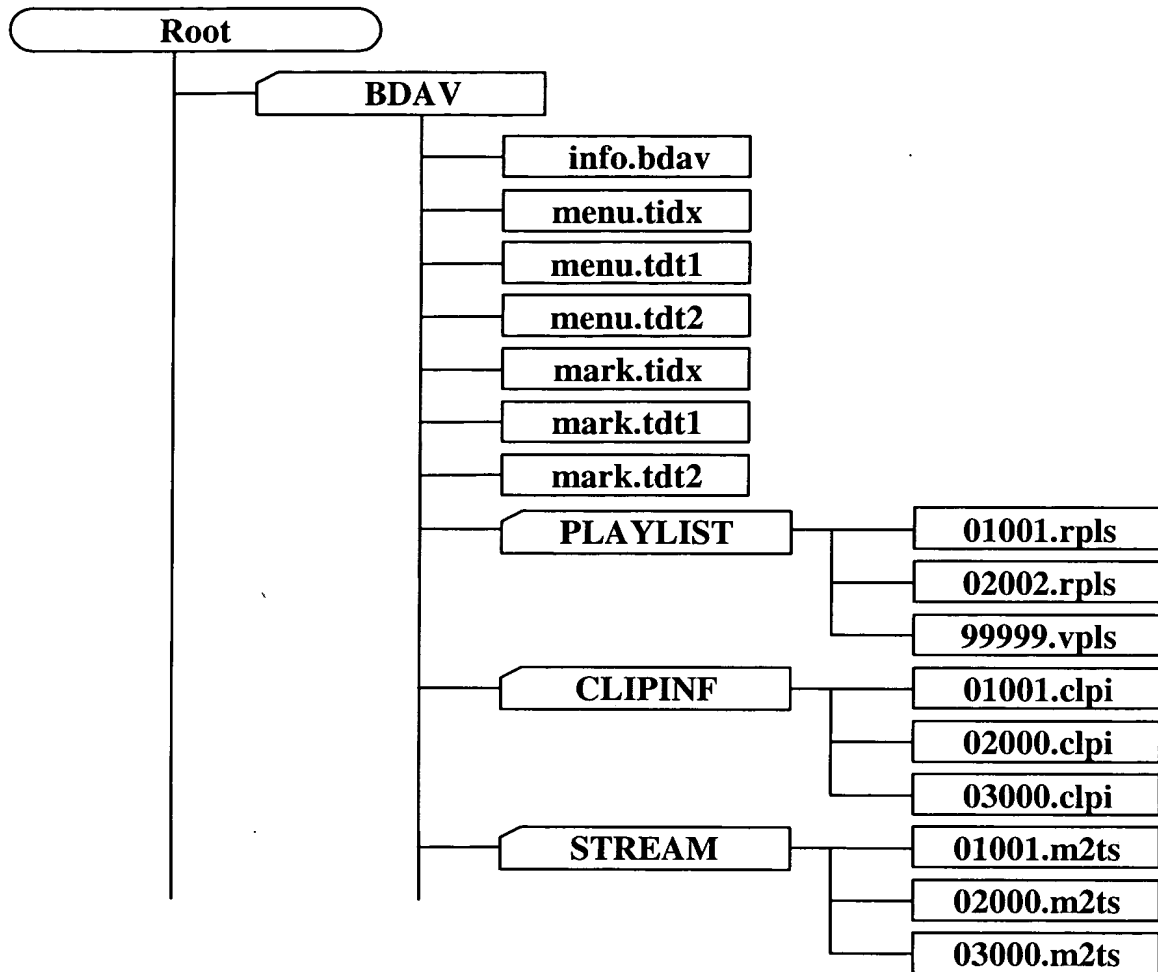 Root
BDAV
info.bdav
menu.tidx
menu.tdt1
menu.tdt2
mark.tidx
mark.tdt1
mark.tdt2
PLAYLIST
01001.rpls
02002.rpls
99999.vpls
CLIPINF
01001.clpi
02000.clpi
03000.clpi
STREAM
01001.m2ts
02000.m2ts
03000.m2ts